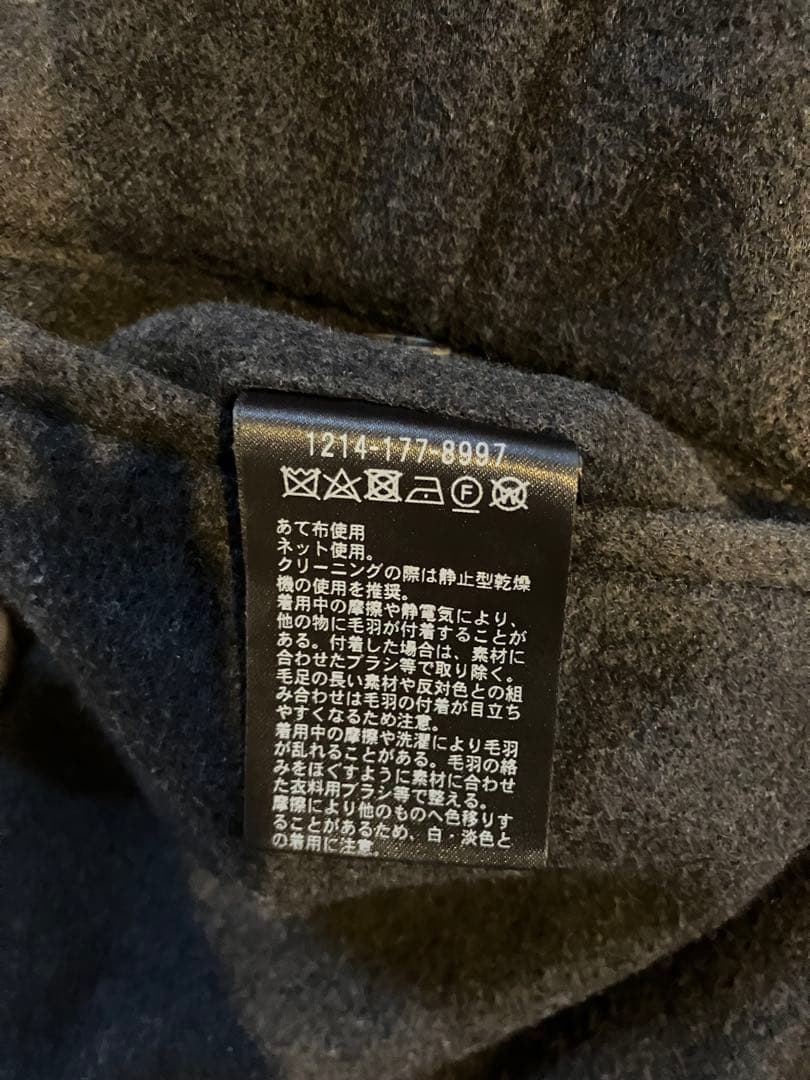 1214-177-8997
F W
あて布使用
ネット使用。
クリーニングの際は静止型乾燥
機の使用を推奨。
着用中の摩擦や静電気により、
他の物に毛羽が付着することが
ある。付着した場合は、素材に
合わせたブラシ等で取り除く。
毛足の長い素材や反対色との組
み合わせは毛羽の付着が目立ち
やすくなるため注意。
着用中の摩擦や洗濯により毛羽
が乱れることがある。毛羽の絡
みをほぐすように素材に合わせ
た衣料用ブラシ等で整える。
摩擦により他のものへ色移りす
ることがあるため、白・淡色と
の着用に注意。